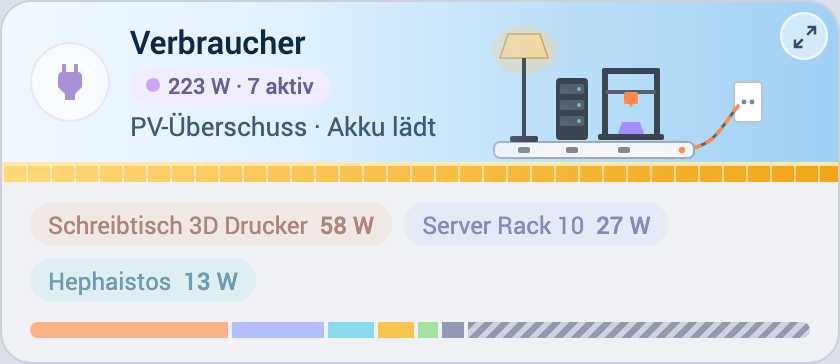 Verbraucher
223 W · 7 aktiv
PV-Überschuss · Akku lädt
Schreibtisch 3D Drucker 58 W
Server Rack 10 27 W
Hephaistos 13 W